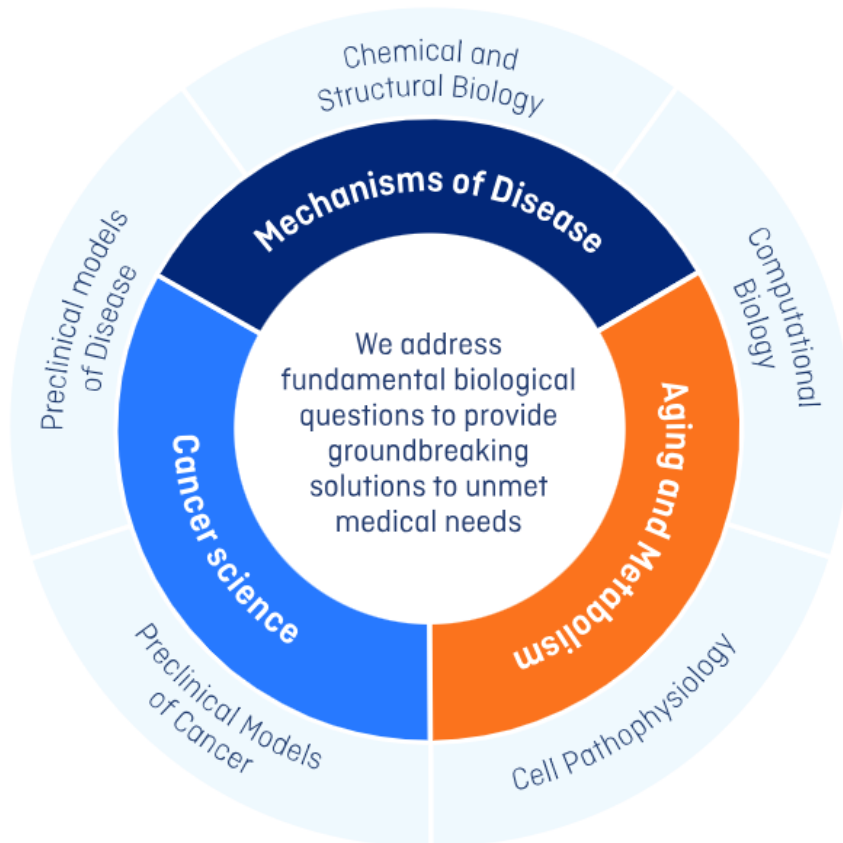 Chemical and
Structural Biology
Mechanisms of Disease
Preclinical models
of Disease
Computational
Biology
We address
fundamental biological
questions to provide
groundbreaking
solutions to unmet
medical needs
Cancer science
Aging and Metabolism
Preclinical Models
of Cancer
Cell Pathophysiology